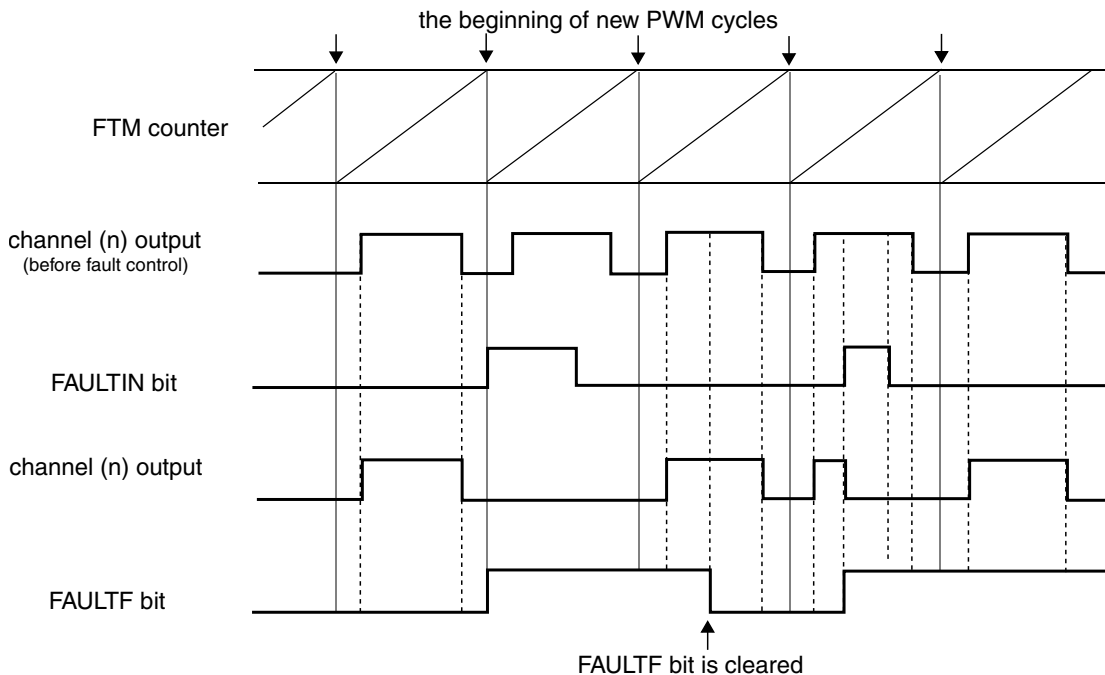 the beginning of new PWM cycles
FTM counter
channel (n) output
(before fault control)
FAULTIN bit
channel (n) output
FAULTF bit
FAULTF bit is cleared